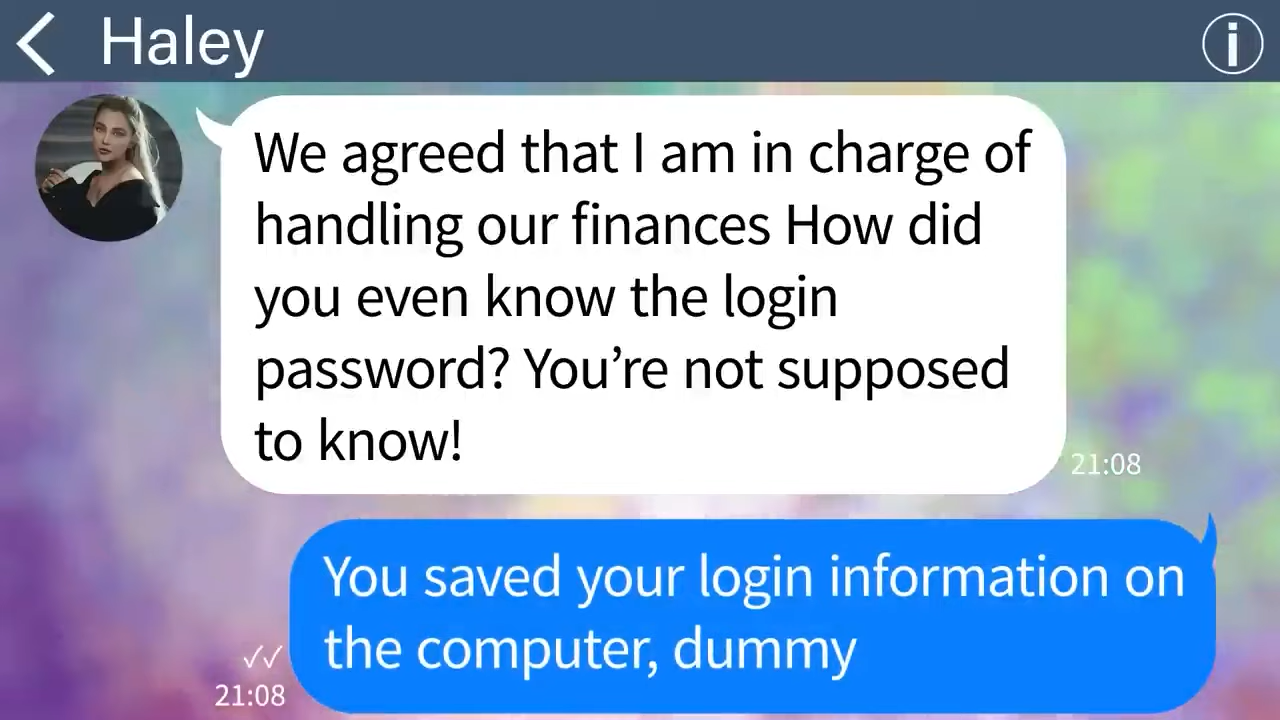 Haley
We agreed that I am in charge of
handling our finances How did
you even know the login
password? You’re not supposed
to know!
21:08
You saved your login information on
the computer, dummy
21:08